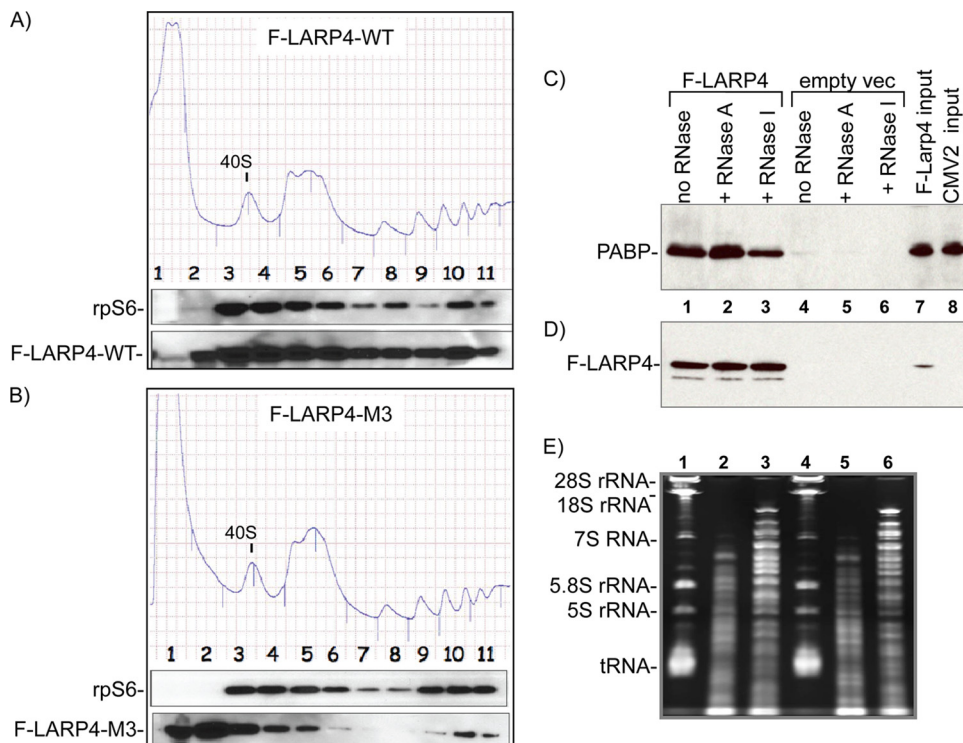 A)
F-LARP4-WT
40S
1 2 3 4 5 6 7 8 9 10 11
rpS6-
F-LARP4-WT-
B)
F-LARP4-M3
40S
1 2 3 4 5 6 7 8 9 10 11
rpS6-
F-LARP4-M3-
C)
F-LARP4 empty vec
no RNase
+ RNase A
+ RNase I
no RNase
+ RNase A
+ RNase I
F-Larp4 input
CMV2 input
PABP-
1 2 3 4 5 6 7 8
D)
F-LARP4-
E)
1 2 3 4 5 6
28S rRNA-
18S rRNA-
7S RNA-
5.8S rRNA-
5S rRNA-
tRNA-